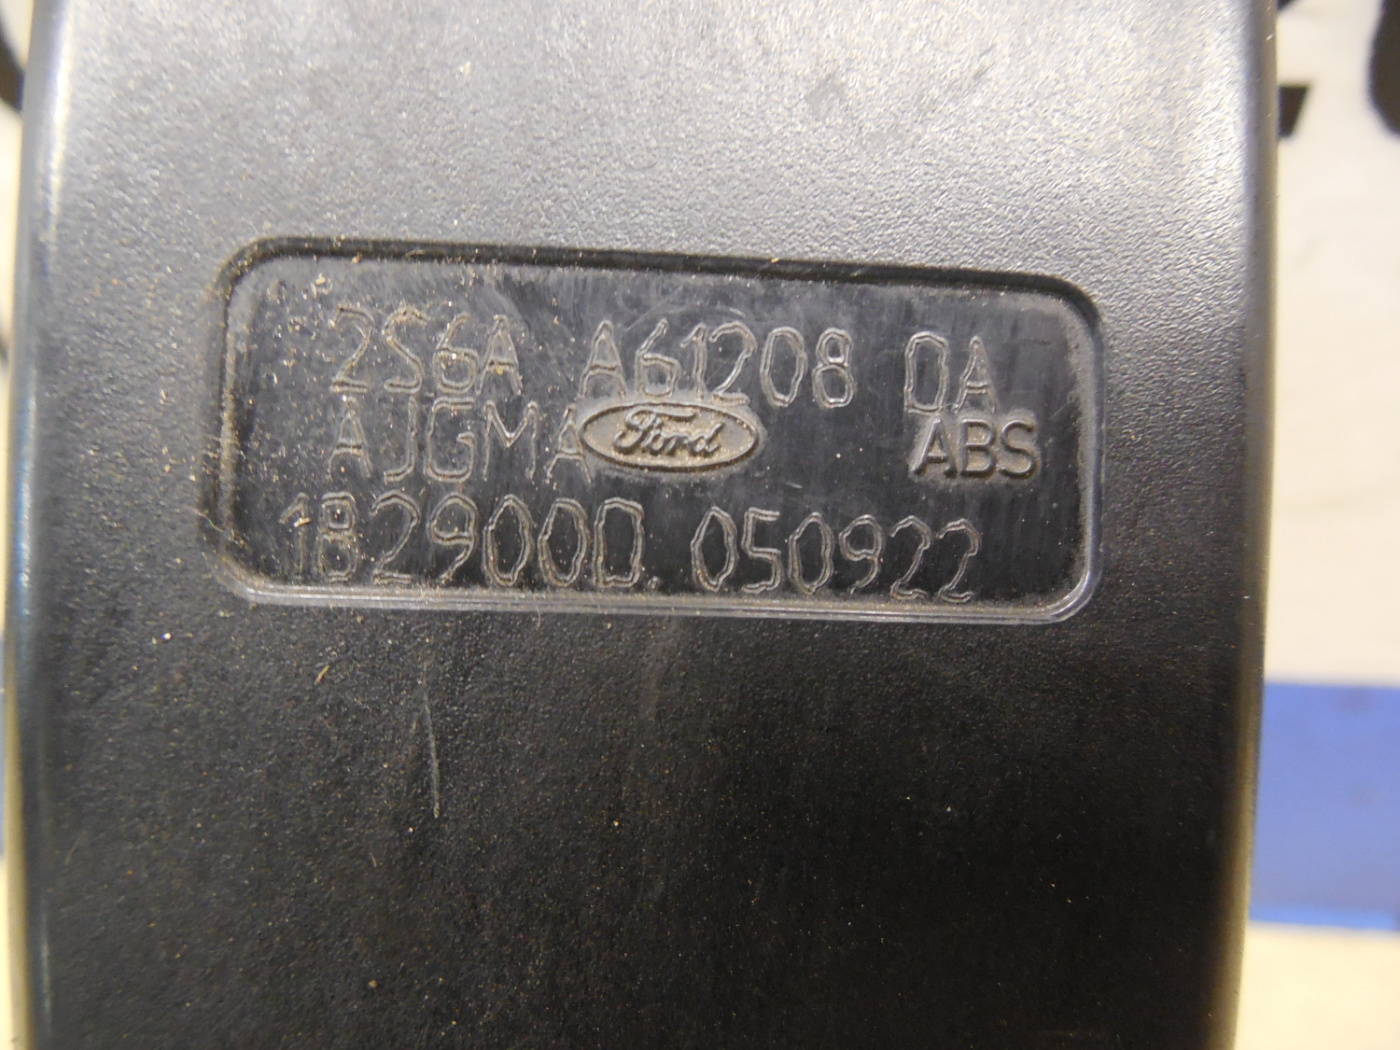 2S6A A61208 DA
AJGMA Ford ABS
1829000 050922